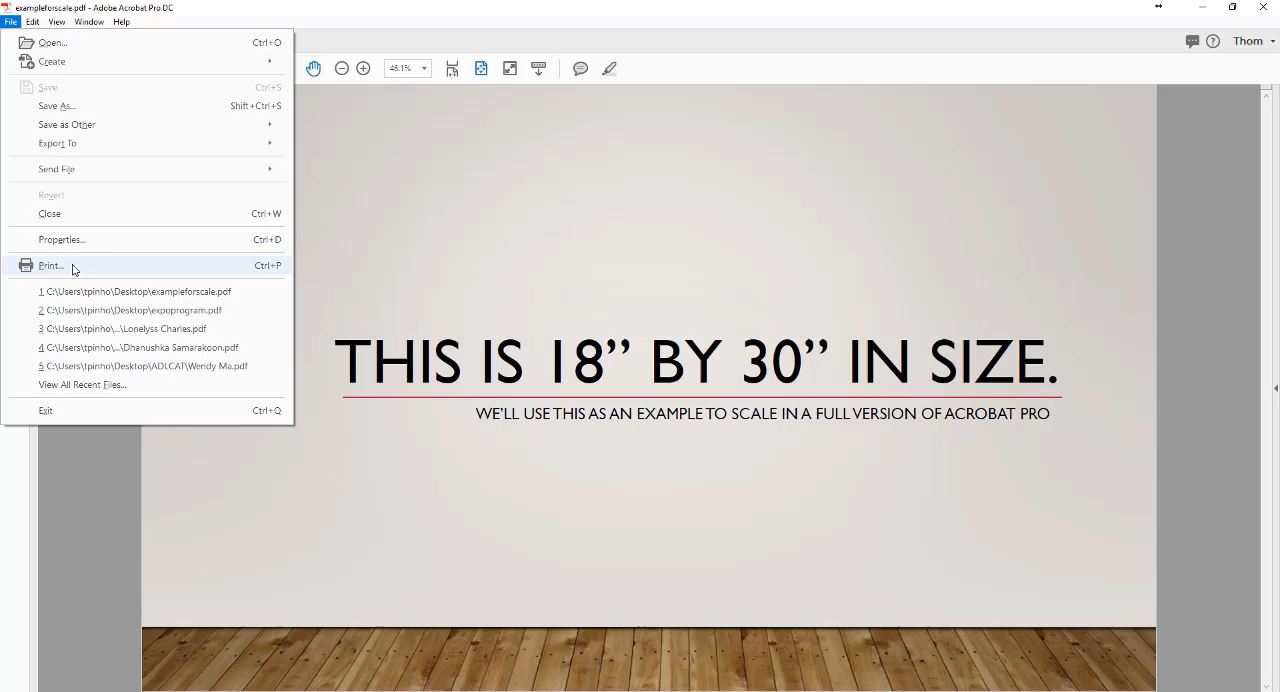 exampleforscale.pdf - Adobe Acrobat Pro DC
File Edit View Window Help
Open... Ctrl+O
Create
Save Ctrl+S
Save As... Shift+Ctrl+S
Save as Other
Export To
Send File
Revert
Close Ctrl+W
Properties... Ctrl+D
Print... Ctrl+P
1 C:\Users\tpinho\Desktop\exampleforscale.pdf
2 C:\Users\tpinho\Desktop\expoprogram.pdf
3 C:\Users\tpinho\...\Lonelyss Charles.pdf
4 C:\Users\tpinho\...\Dhanushka Samarakoon.pdf
5 C:\Users\tpinho\Desktop\ADLCAT\Wendy Ma.pdf
View All Recent Files...
Exit Ctrl+Q
46.1%
Thom
THIS IS 18” BY 30” IN SIZE.
WE’LL USE THIS AS AN EXAMPLE TO SCALE IN A FULL VERSION OF ACROBAT PRO